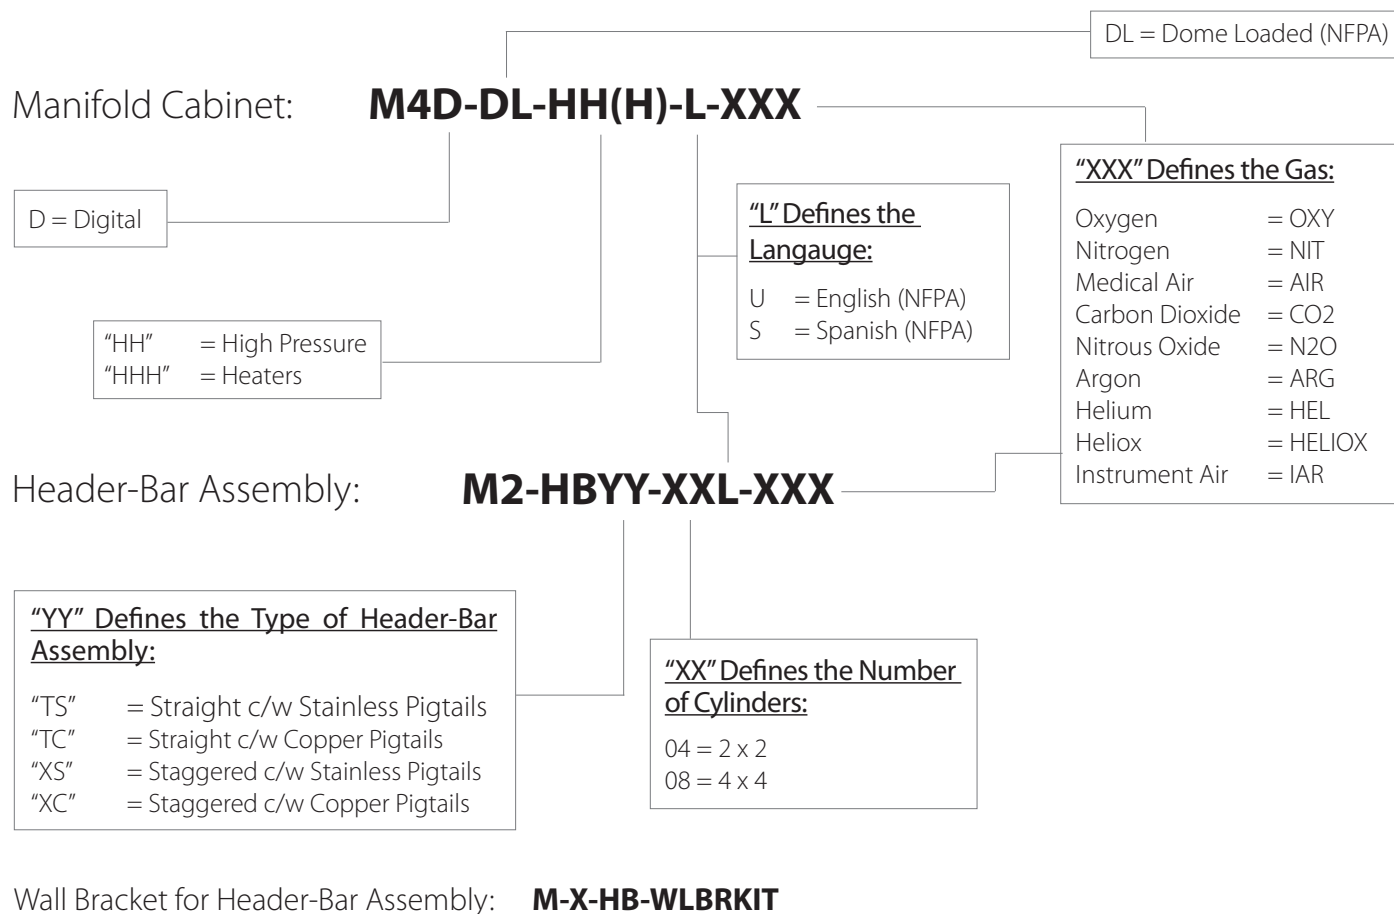 DL = Dome Loaded (NFPA)
Manifold Cabinet: M4D-DL-HH(H)-L-XXX
D = Digital
"HH" = High Pressure
"HHH" = Heaters
"L" Defines the
Langauge:
U = English (NFPA)
S = Spanish (NFPA)
"XXX" Defines the Gas:
Oxygen = OXY
Nitrogen = NIT
Medical Air = AIR
Carbon Dioxide = CO2
Nitrous Oxide = N2O
Argon = ARG
Helium = HEL
Heliox = HELIOX
Instrument Air = IAR
Header-Bar Assembly: M2-HBYY-XXL-XXX
"YY" Defines the Type of Header-Bar
Assembly:
"TS" = Straight c/w Stainless Pigtails
"TC" = Straight c/w Copper Pigtails
"XS" = Staggered c/w Stainless Pigtails
"XC" = Staggered c/w Copper Pigtails
"XX" Defines the Number
of Cylinders:
04 = 2 x 2
08 = 4 x 4
Wall Bracket for Header-Bar Assembly: M-X-HB-WLBRKIT